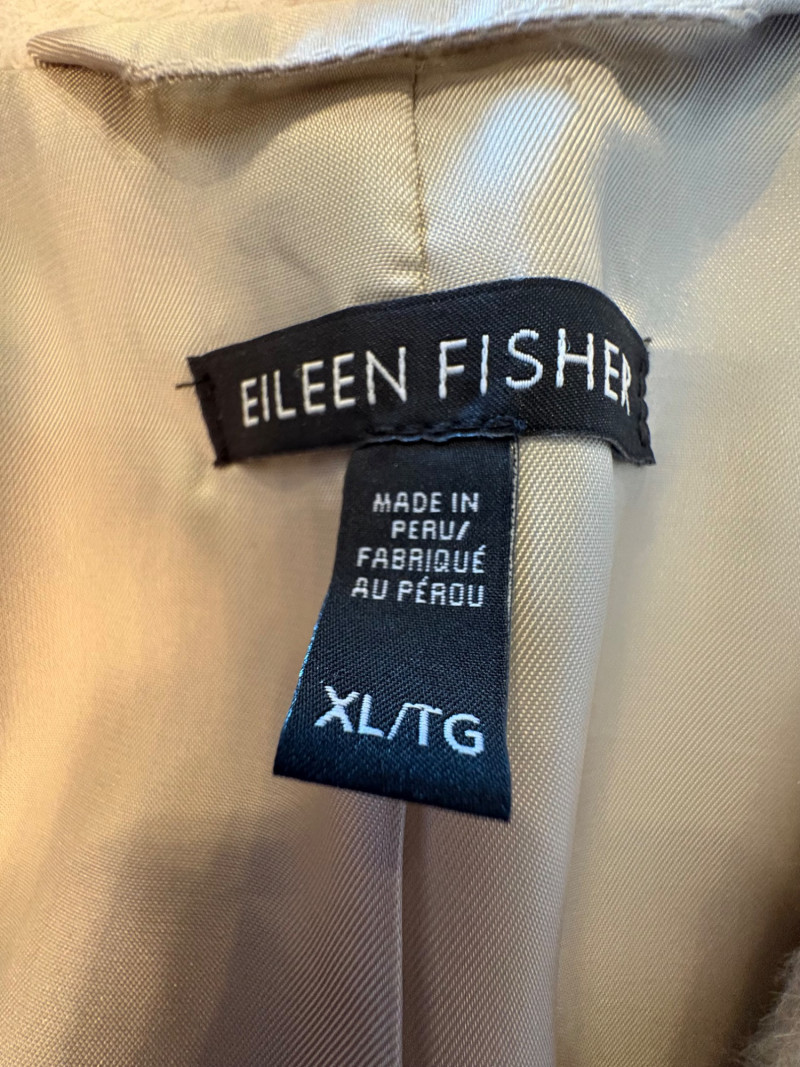 EILEEN FISHER
MADE IN
PERU/
FABRIQUÉ
AU PÉROU
XL/TG